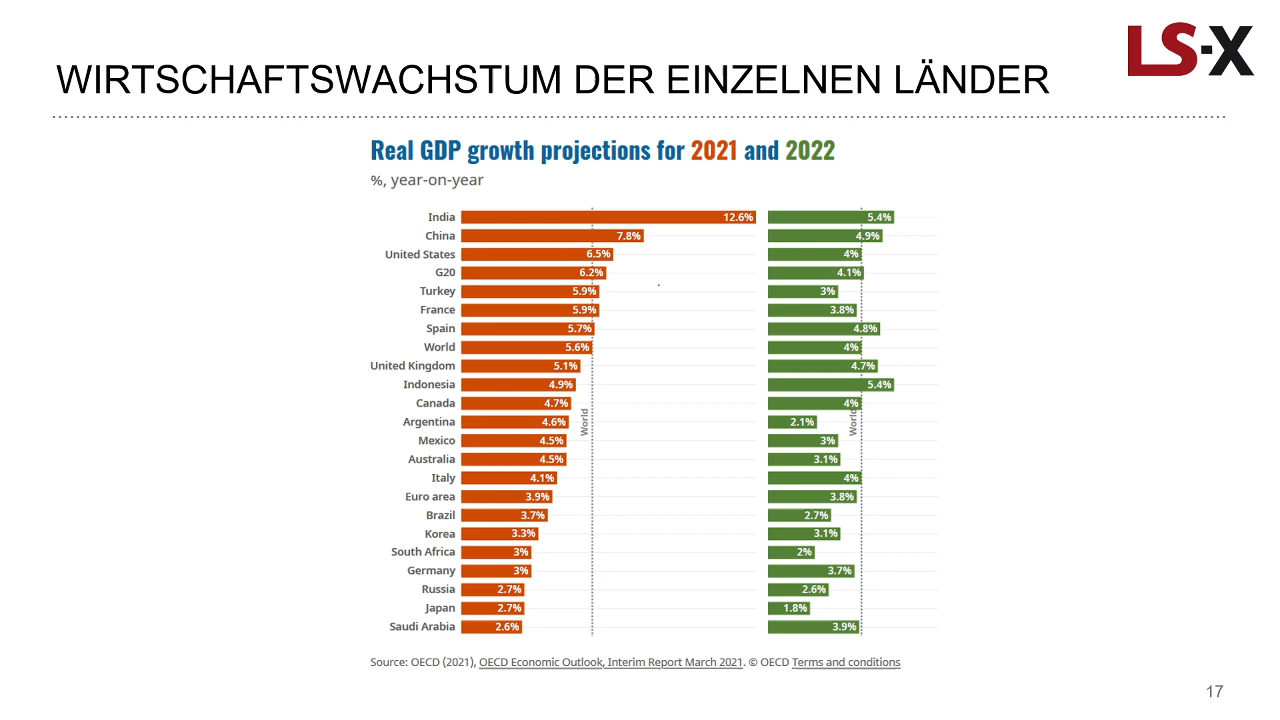 LS-X
WIRTSCHAFTSWACHSTUM DER EINZELNEN LÄNDER
Real GDP growth projections for 2021 and 2022
%, year-on-year
India 12.6% 5.4%
China 7.8% 4.9%
United States 6.5% 4%
G20 6.2% 4.1%
Turkey 5.9% 3%
France 5.9% 3.8%
Spain 5.7% 4.8%
World 5.6% 4%
United Kingdom 5.1% 4.7%
Indonesia 4.9% 5.4%
Canada 4.7% 4%
Argentina 4.6% 2.1%
World World
Mexico 4.5% 3%
Australia 4.5% 3.1%
Italy 4.1% 4%
Euro area 3.9% 3.8%
Brazil 3.7% 2.7%
Korea 3.3% 3.1%
South Africa 3% 2%
Germany 3% 3.7%
Russia 2.7% 2.6%
Japan 2.7% 1.8%
Saudi Arabia 2.6% 3.9%
Source: OECD (2021), OECD Economic Outlook, Interim Report March 2021. © OECD Terms and conditions
17